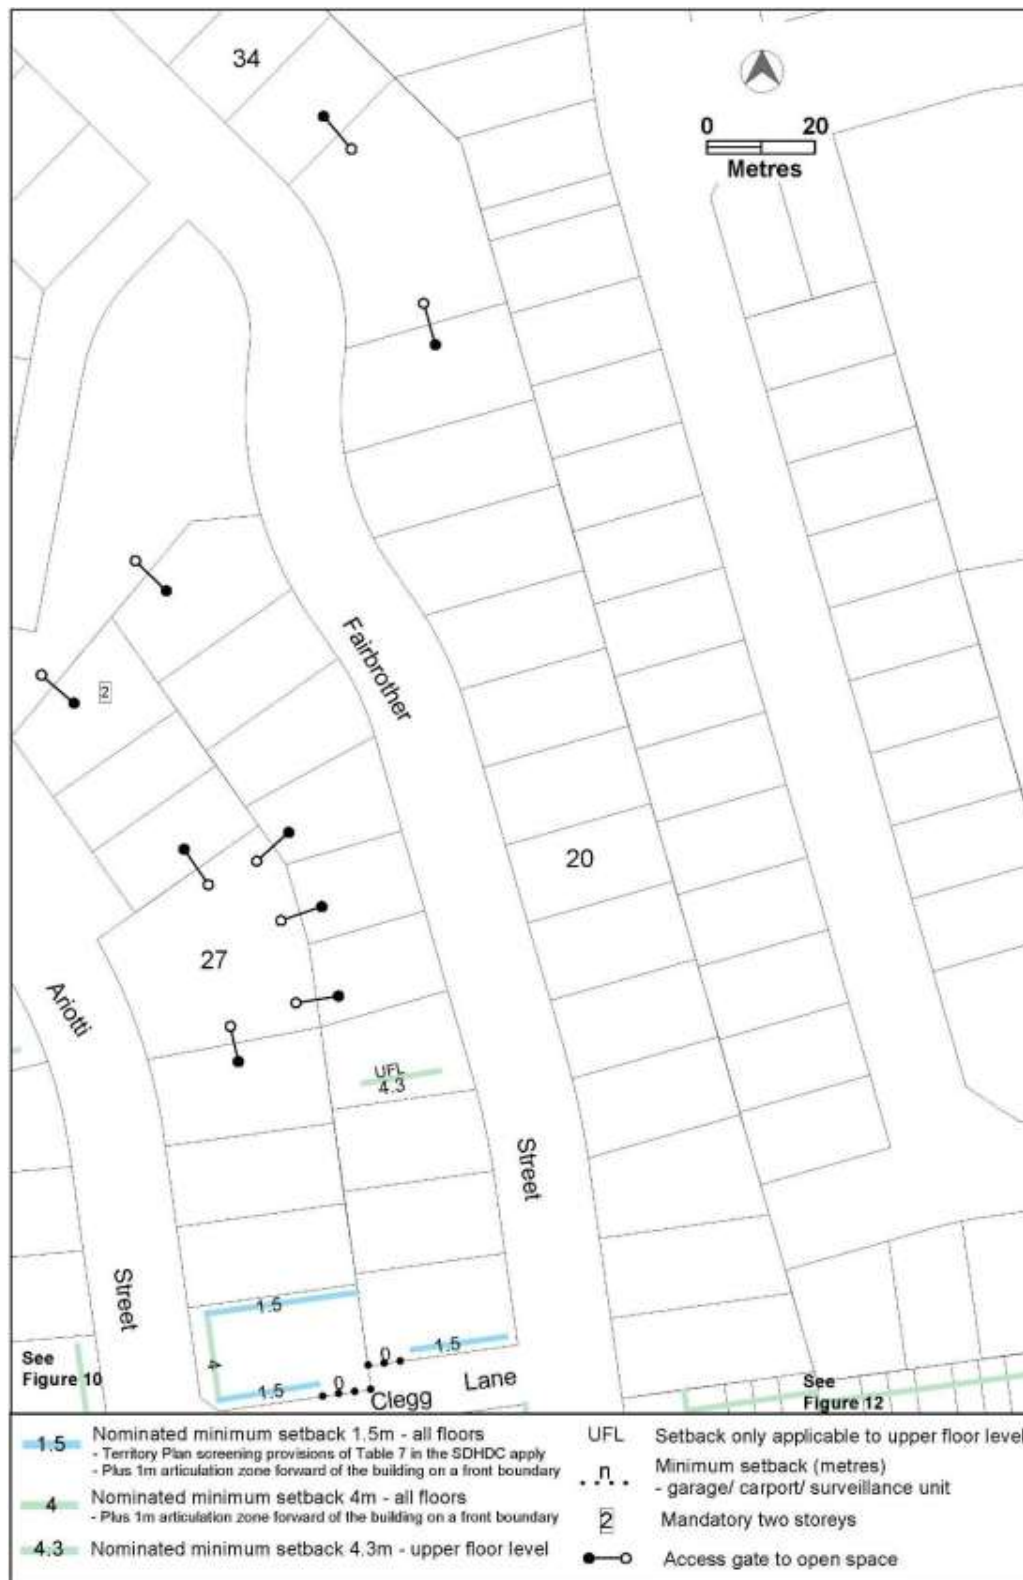 34
0 20
Metres
Fairbrother
2
20
27
Ariotti
UFL
4.3
Street
Street
1.5
4
0
1.5
0
1.5
Clegg Lane
See
Figure 10
See
Figure 12
1.5 Nominated minimum setback 1.5m - all floors
- Territory Plan screening provisions of Table 7 in the SDHDC apply
- Plus 1m articulation zone forward of the building on a front boundary
4 Nominated minimum setback 4m - all floors
- Plus 1m articulation zone forward of the building on a front boundary
4.3 Nominated minimum setback 4.3m - upper floor level
UFL Setback only applicable to upper floor level
n Minimum setback (metres)
- garage/ carport/ surveillance unit
2 Mandatory two storeys
Access gate to open space